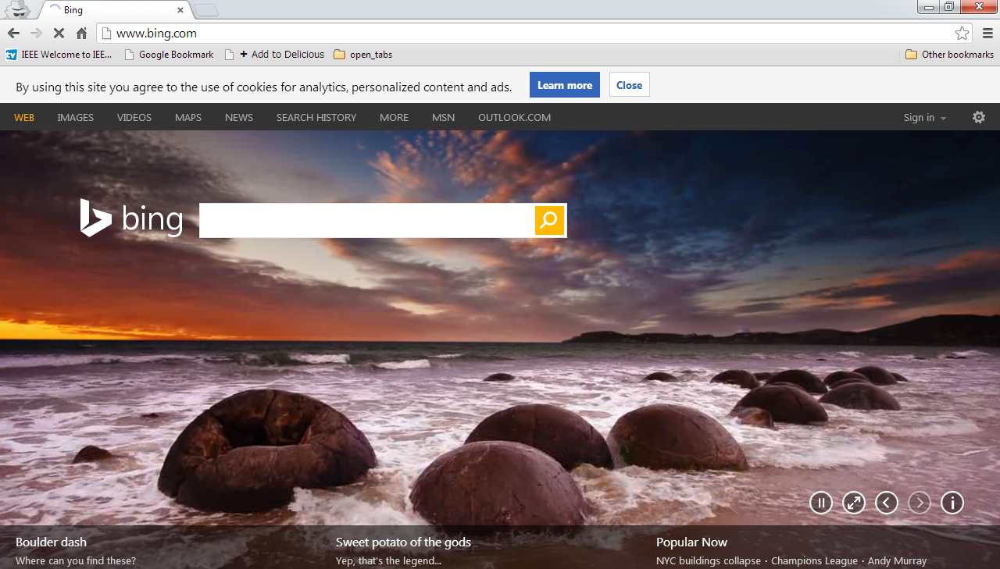 Bing
www.bing.com
IEEE Welcome to IEE... Google Bookmark + Add to Delicious open_tabs Other bookmarks
By using this site you agree to the use of cookies for analytics, personalized content and ads. Learn more Close
WEB IMAGES VIDEOS MAPS NEWS SEARCH HISTORY MORE MSN OUTLOOK.COM Sign in
bing
Boulder dash Sweet potato of the gods Popular Now
Where can you find these? Yep, that's the legend... NYC buildings collapse · Champions League · Andy Murray